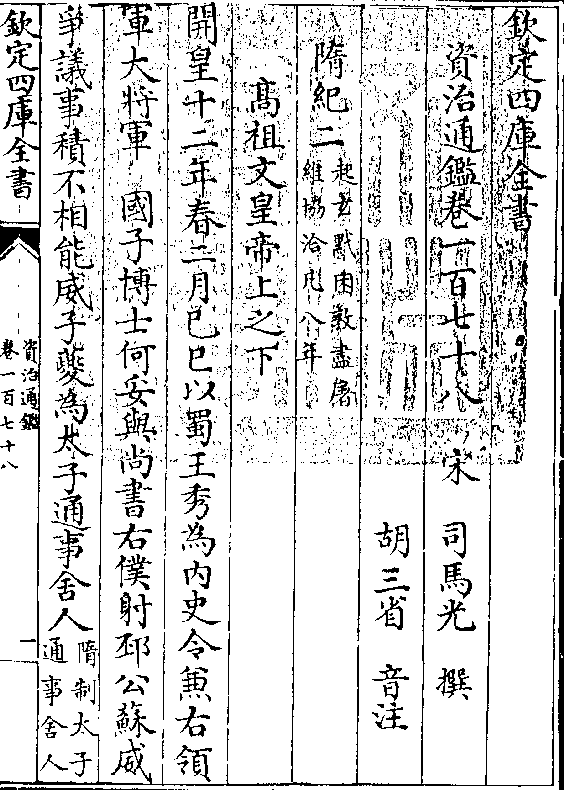 欽定四庫全書
資治通鑑卷一百七十八 宋 司馬光 撰
胡三省 音注
隋紀二 起玄黓困敦盡屠維協洽凡八年
高祖文皇帝上之下
開皇十二年春二月己巳以蜀王秀為内史令兼右領
軍大將軍 國子博士何妥與尚書右僕射邳公蘇威
爭議事積不相能威子夔為太子通事舍人 隋制太子通事舍人
欽定四庫全書
資治通鑑
卷一百七十八
一